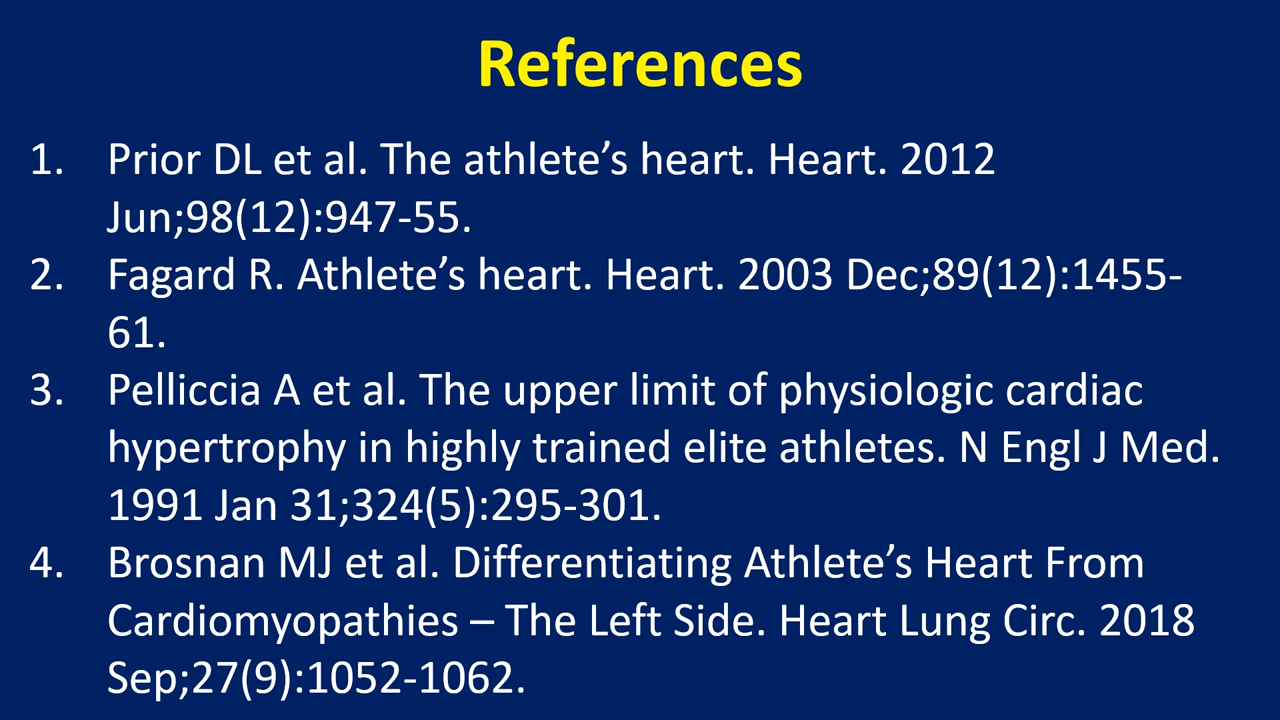 References
1. Prior DL et al. The athlete’s heart. Heart. 2012
Jun;98(12):947-55.
2. Fagard R. Athlete’s heart. Heart. 2003 Dec;89(12):1455-
61.
3. Pelliccia A et al. The upper limit of physiologic cardiac
hypertrophy in highly trained elite athletes. N Engl J Med.
1991 Jan 31;324(5):295-301.
4. Brosnan MJ et al. Differentiating Athlete’s Heart From
Cardiomyopathies – The Left Side. Heart Lung Circ. 2018
Sep;27(9):1052-1062.